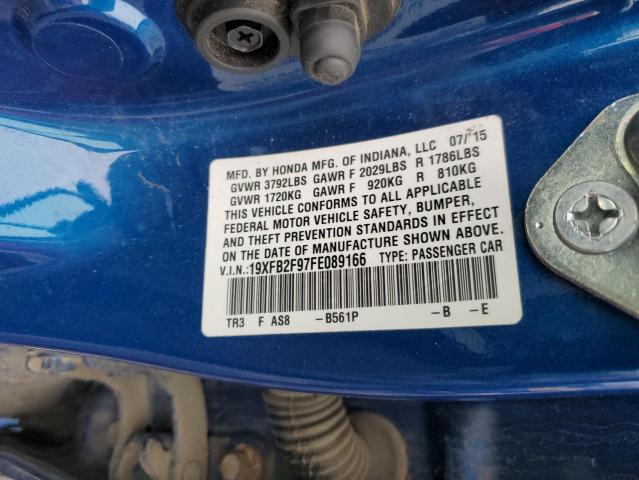 MFD. BY HONDA MFG. OF INDIANA, LLC 07/'15
GVWR 3792LBS GAWR F 2029LBS R 1786LBS
GVWR 1720KG GAWR F 920KG R 810KG
THIS VEHICLE CONFORMS TO ALL APPLICABLE
FEDERAL MOTOR VEHICLE SAFETY, BUMPER,
AND THEFT PREVENTION STANDARDS IN EFFECT
ON THE DATE OF MANUFACTURE SHOWN ABOVE.
V.I.N.:19XFB2F97FE089166 TYPE: PASSENGER CAR
TR3 F AS8 -B561P -B -E